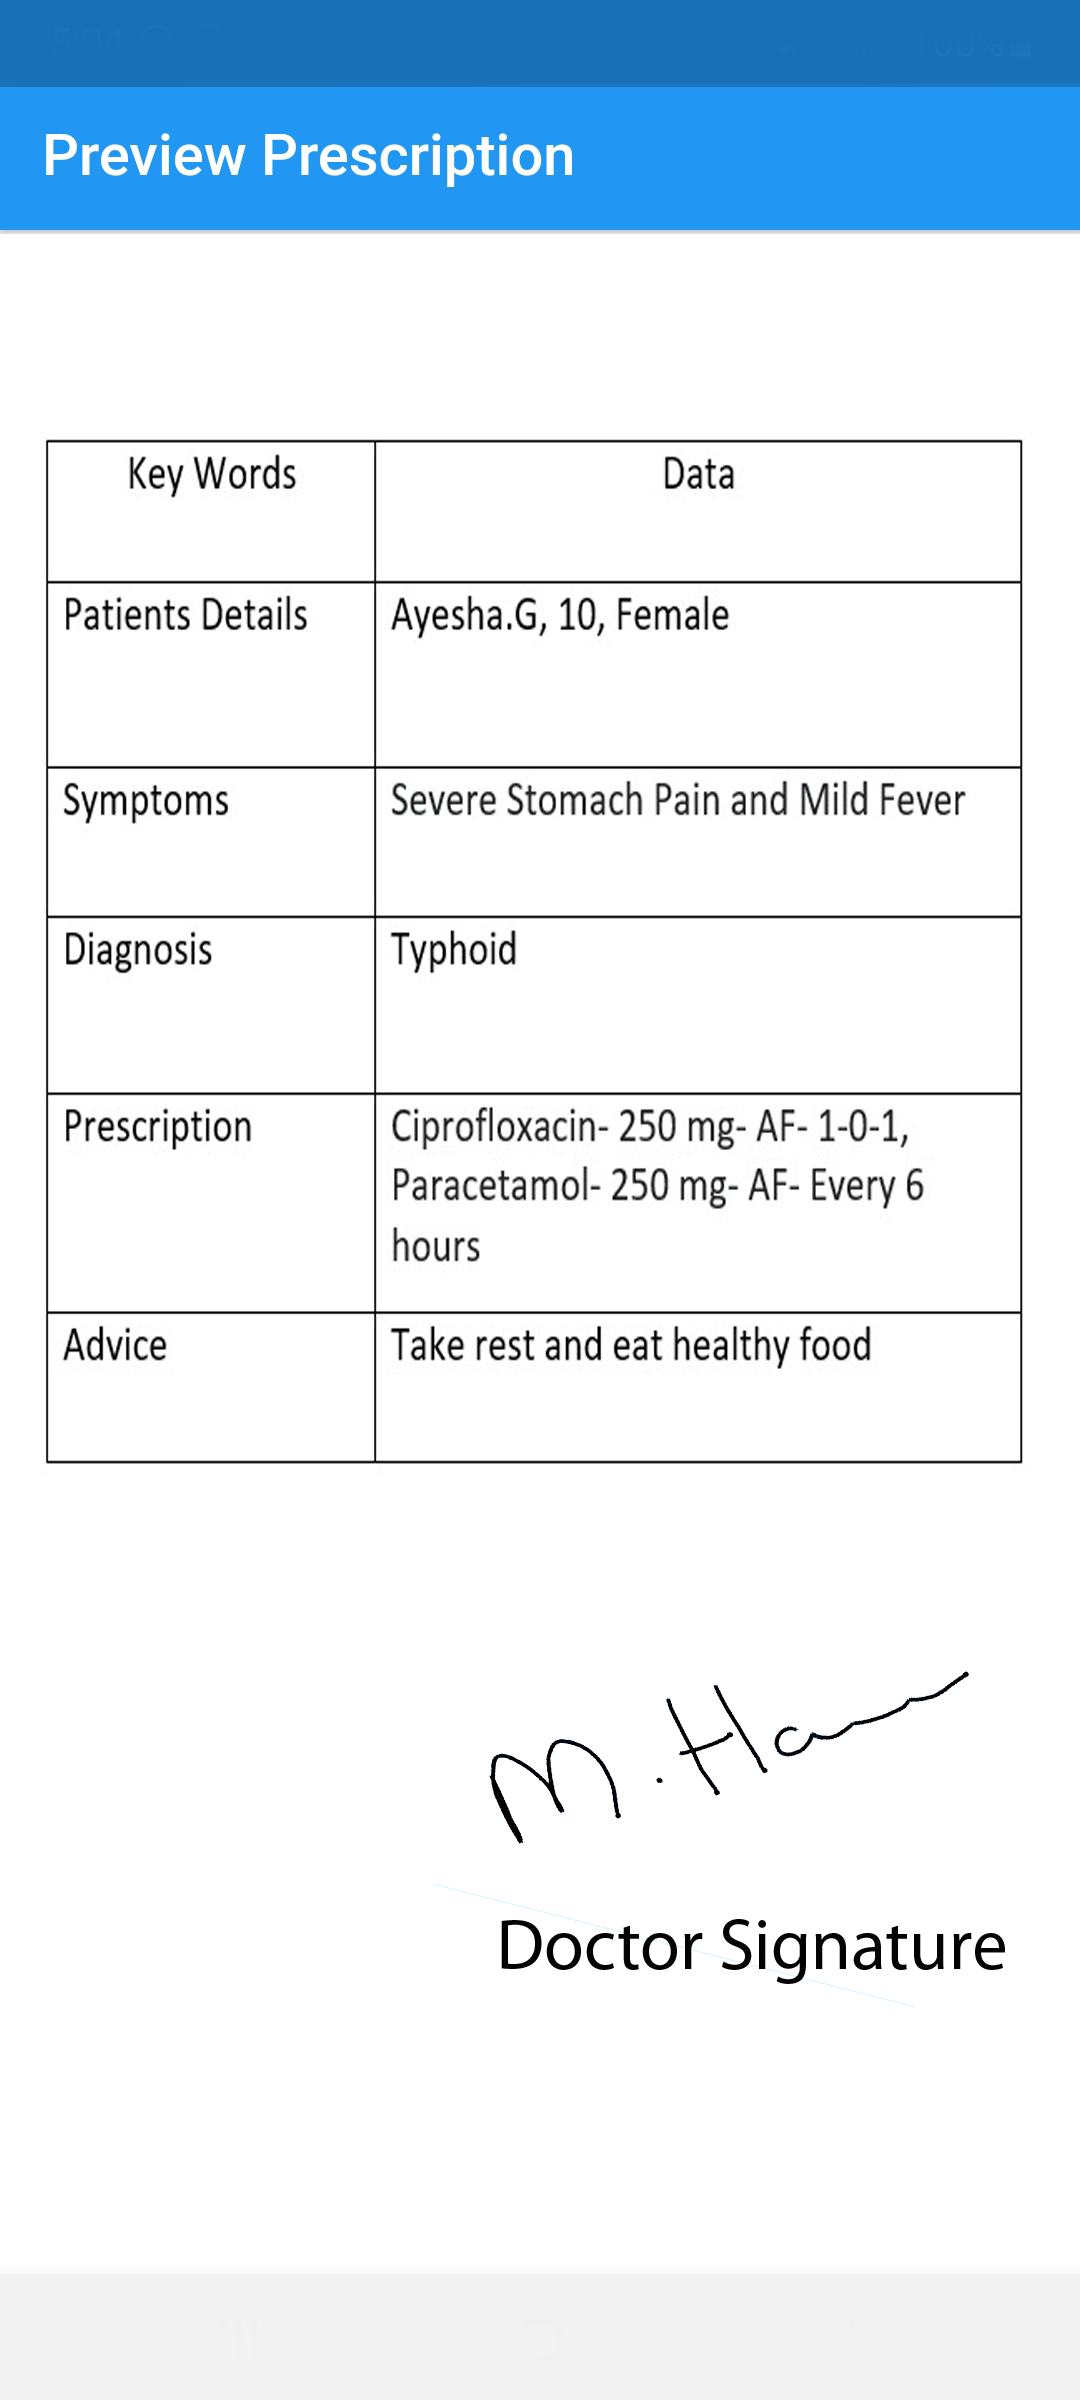 Preview Prescription
Key Words Data
Patients Details Ayesha.G, 10, Female
Symptoms Severe Stomach Pain and Mild Fever
Diagnosis Typhoid
Prescription Ciprofloxacin- 250 mg- AF- 1-0-1,
Paracetamol- 250 mg- AF- Every 6
hours
Advice Take rest and eat healthy food
Doctor Signature